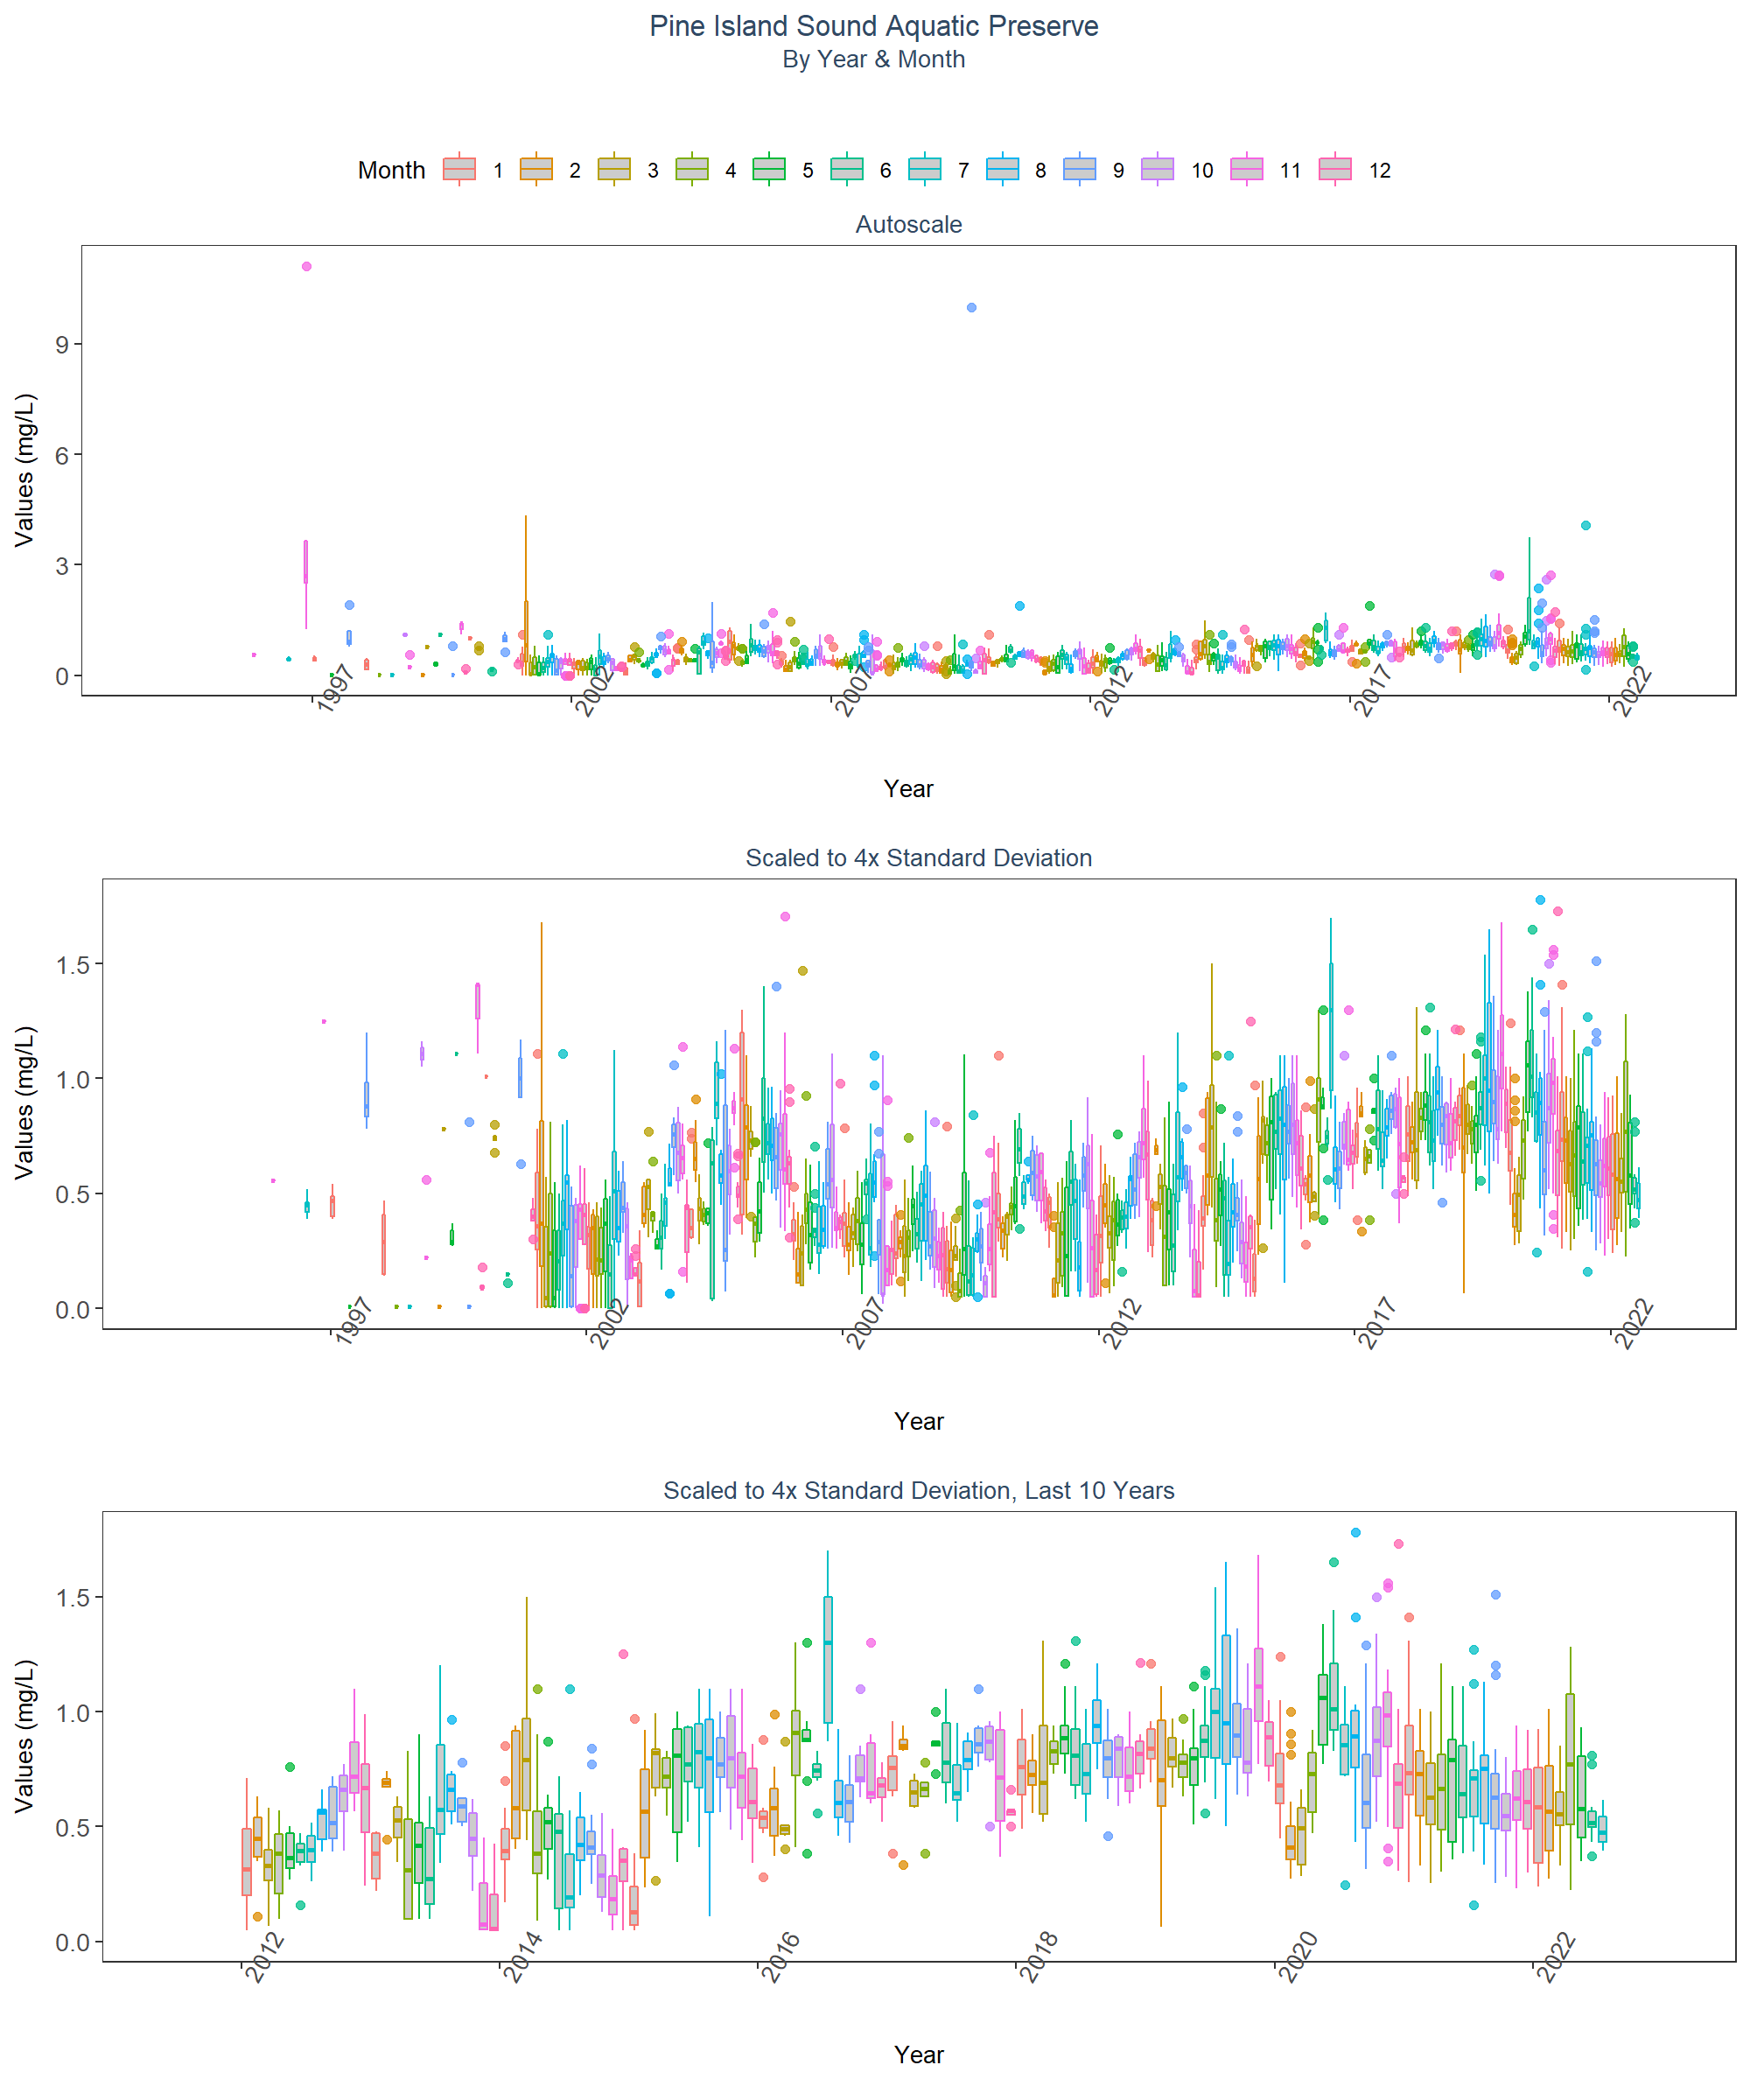 Pine Island Sound Aquatic Preserve
By Year & Month
Month 1 2 3 4 5 6 7 8 9 10 11 12
Autoscale
Values (mg/L)
9
6
3
0
1997 2002 2007 2012 2017 2022
Year
Scaled to 4x Standard Deviation
Values (mg/L)
1.5
1.0
0.5
0.0
1997 2002 2007 2012 2017 2022
Year
Scaled to 4x Standard Deviation, Last 10 Years
Values (mg/L)
1.5
1.0
0.5
0.0
2012 2014 2016 2018 2020 2022
Year